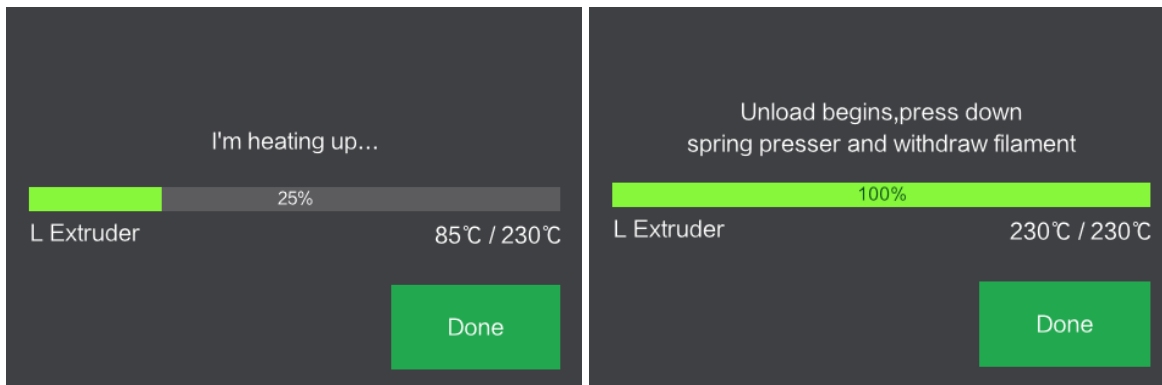 I'm heating up...
25%
L Extruder
85℃ / 230℃
Done
Unload begins,press down
spring presser and withdraw filament
100%
L Extruder
230℃ / 230℃
Done